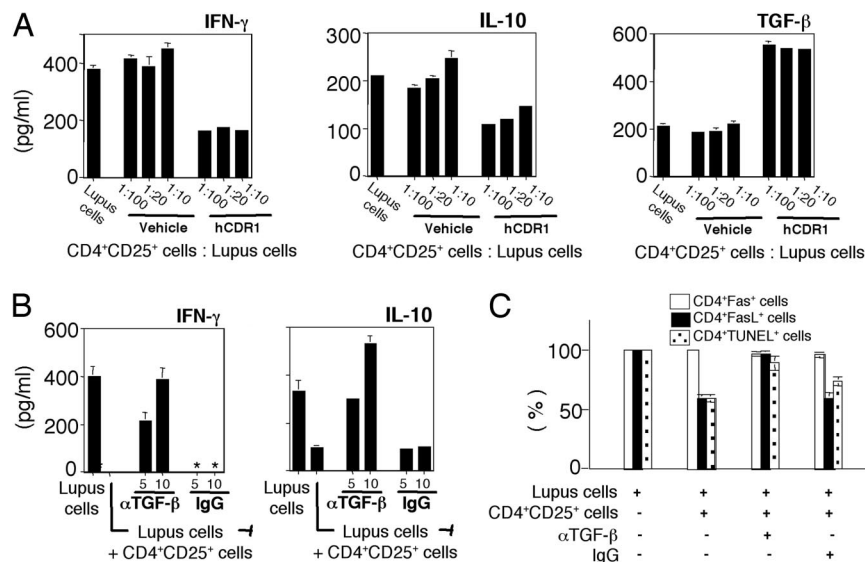 A
IFN-γ
IL-10
TGF-β
(pg/ml)
600
400
200
0
300
200
100
0
600
400
200
0
Lupus cells
1:100
1:20
1:10
1:100
1:20
1:10
Vehicle
hCDR1
CD4⁺CD25⁺ cells : Lupus cells
Lupus cells
1:100
1:20
1:10
1:100
1:20
1:10
Vehicle
hCDR1
CD4⁺CD25⁺ cells : Lupus cells
Lupus cells
1:100
1:20
1:10
1:100
1:20
1:10
Vehicle
hCDR1
CD4⁺CD25⁺ cells : Lupus cells
B
IFN-γ
IL-10
(pg/ml)
600
400
200
0
* *
5 10 5 10
Lupus cells
αTGF-β
IgG
Lupus cells
+ CD4⁺CD25⁺ cells
5 10 5 10
Lupus cells
αTGF-β
IgG
Lupus cells
+ CD4⁺CD25⁺ cells
C
CD4⁺Fas⁺ cells
CD4⁺FasL⁺ cells
CD4⁺TUNEL⁺ cells
( % )
100
50
0
Lupus cells + + + +
CD4⁺CD25⁺ cells - + + +
αTGF-β - - + -
IgG - - - +